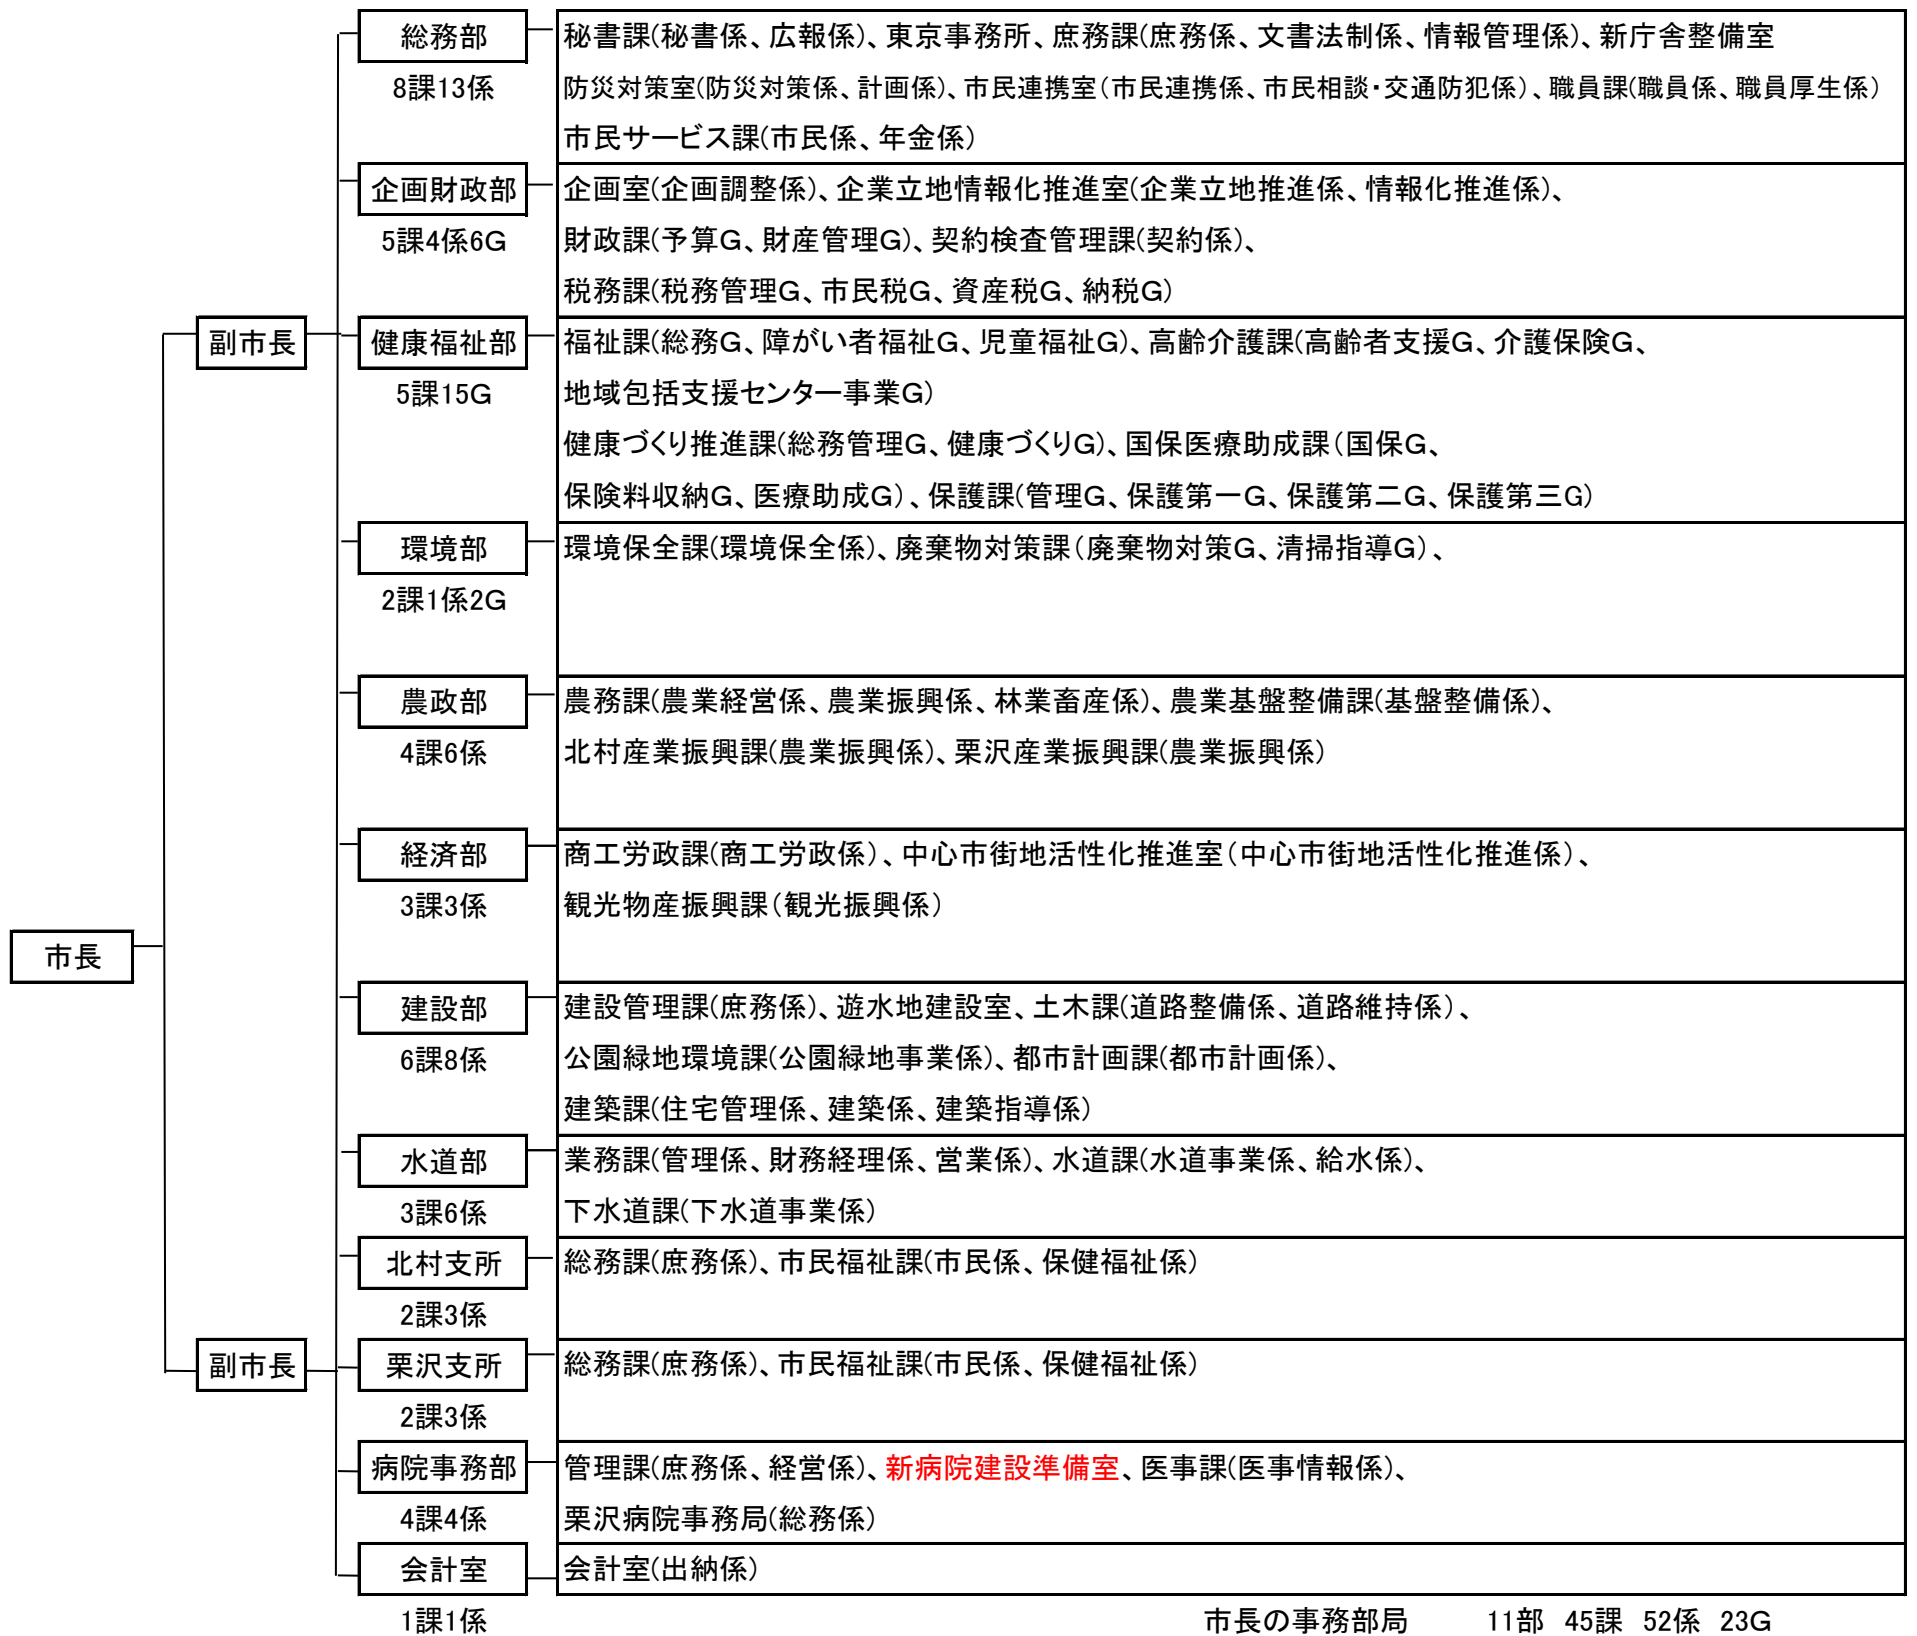 総務部
秘書課(秘書係、広報係)、東京事務所、庶務課(庶務係、文書法制係、情報管理係)、新庁舎整備室
8課13係
防災対策室(防災対策係、計画係)、市民連携室(市民連携係、市民相談・交通防犯係)、職員課(職員係、職員厚生係)
市民サービス課(市民係、年金係)
企画財政部
企画室(企画調整係)、企業立地情報化推進室(企業立地推進係、情報化推進係)、
5課4係6G
財政課(予算G、財産管理G)、契約検査管理課(契約係)、
税務課(税務管理G、市民税G、資産税G、納税G)
副市長
健康福祉部
福祉課(総務G、障がい者福祉G、児童福祉G)、高齢介護課(高齢者支援G、介護保険G、
5課15G
地域包括支援センター事業G)
健康づくり推進課(総務管理G、健康づくりG)、国保医療助成課(国保G、
保険料収納G、医療助成G)、保護課(管理G、保護第一G、保護第二G、保護第三G)
環境部
環境保全課(環境保全係)、廃棄物対策課(廃棄物対策G、清掃指導G)、
2課1係2G
農政部
農務課(農業経営係、農業振興係、林業畜産係)、農業基盤整備課(基盤整備係)、
4課6係
北村産業振興課(農業振興係)、栗沢産業振興課(農業振興係)
経済部
商工労政課(商工労政係)、中心市街地活性化推進室(中心市街地活性化推進係)、
3課3係
観光物産振興課(観光振興係)
市長
建設部
建設管理課(庶務係)、遊水地建設室、土木課(道路整備係、道路維持係)、
6課8係
公園緑地環境課(公園緑地事業係)、都市計画課(都市計画係)、
建築課(住宅管理係、建築係、建築指導係)
水道部
業務課(管理係、財務経理係、営業係)、水道課(水道事業係、給水係)、
3課6係
下水道課(下水道事業係)
北村支所
総務課(庶務係)、市民福祉課(市民係、保健福祉係)
2課3係
副市長
栗沢支所
総務課(庶務係)、市民福祉課(市民係、保健福祉係)
2課3係
病院事務部
管理課(庶務係、経営係)、新病院建設準備室、医事課(医事情報係)、
4課4係
栗沢病院事務局(総務係)
会計室
会計室(出納係)
1課1係
市長の事務部局 11部 45課 52係 23G